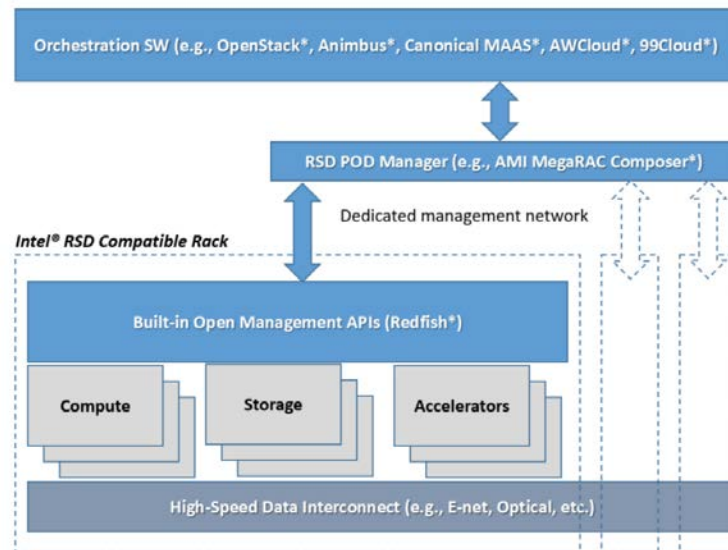 Orchestration SW (e.g., OpenStack*, Animbus*, Canonical MAAS*, AWCloud*, 99Cloud*)
RSD POD Manager (e.g., AMI MegaRAC Composer*)
Dedicated management network
Intel® RSD Compatible Rack
Built-in Open Management APIs (Redfish*)
Compute
Storage
Accelerators
High-Speed Data Interconnect (e.g., E-net, Optical, etc.)